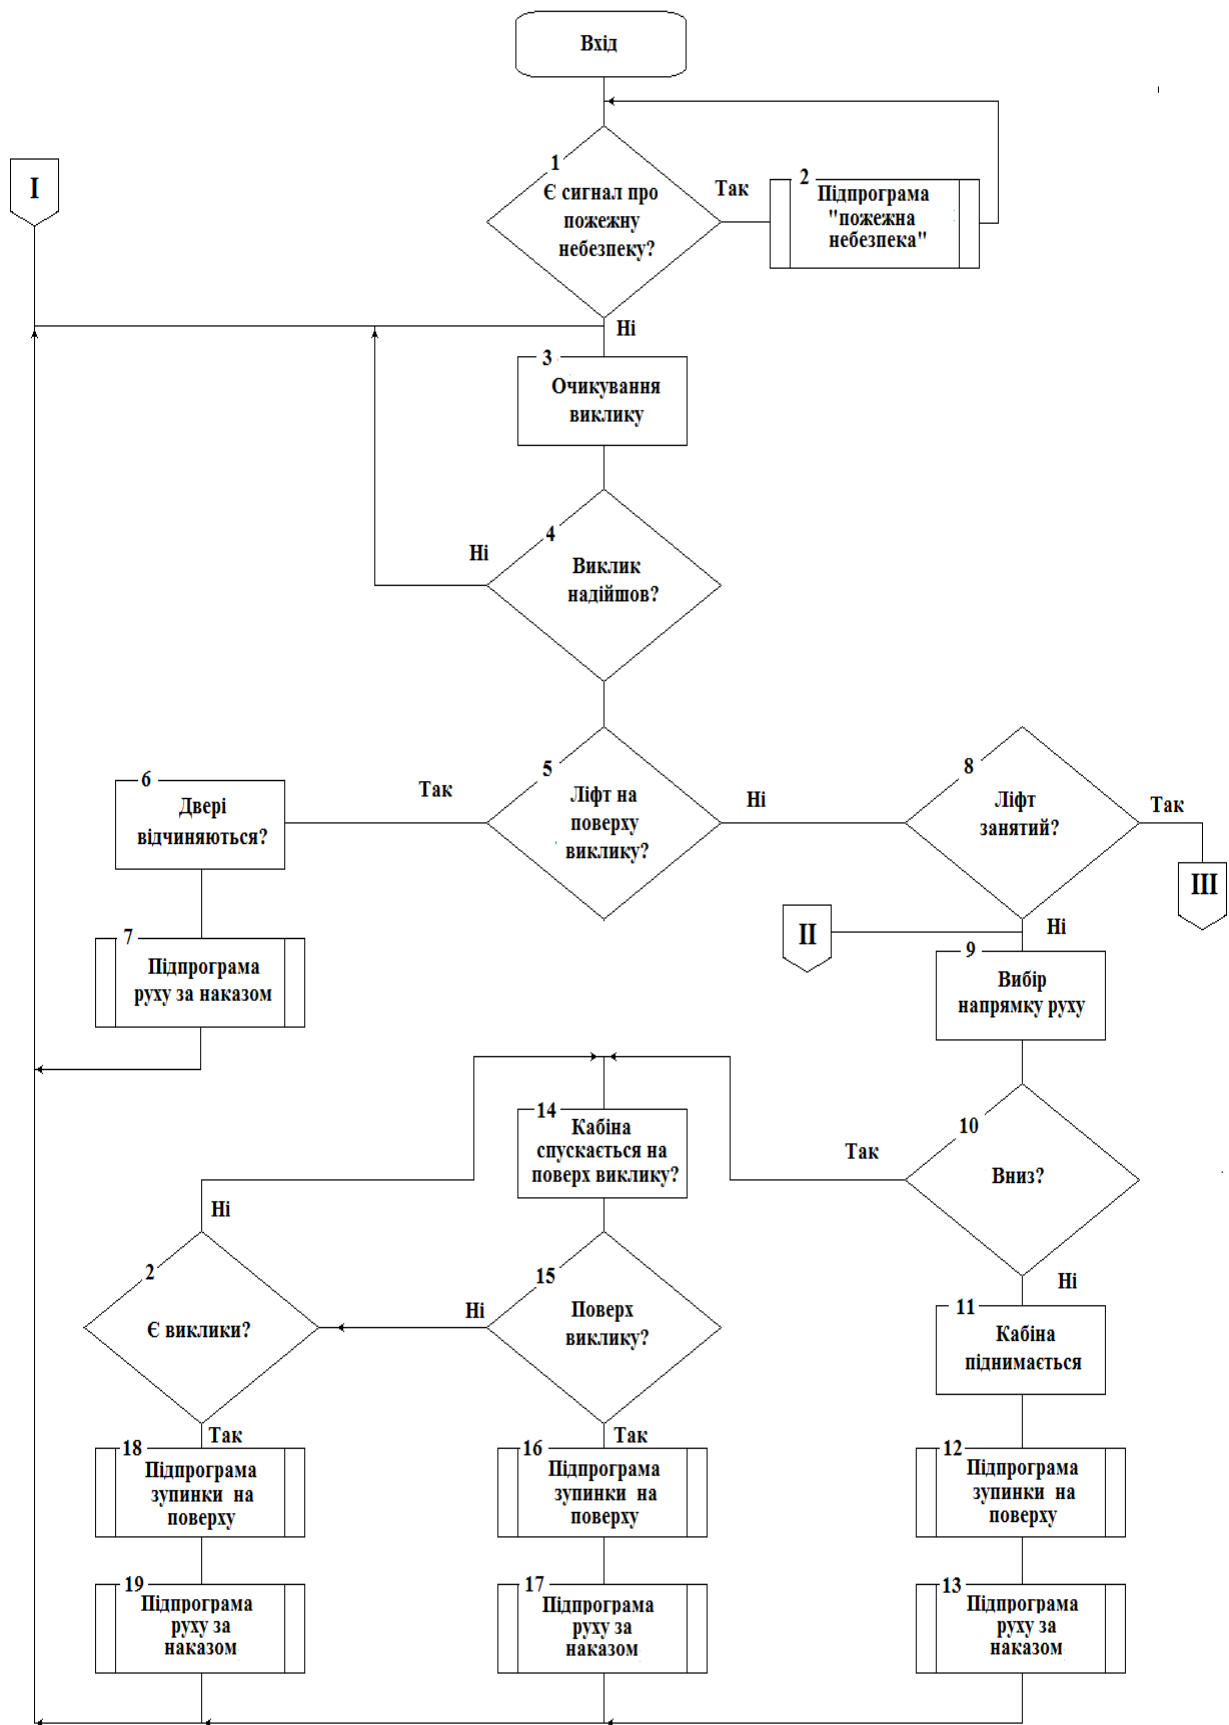 Вхід
I
1
Є сигнал про
пожежну
небезпеку?
Так
2
Підпрограма
"пожежна
небезпека"
Ні
3
Очикування
виклику
4
Виклик
надійшов?
Ні
5
Ліфт на
поверху
виклику?
Так
Ні
6
Двері
відчиняються?
7
Підпрограма
руху за наказом
8
Ліфт
занятий?
Так
III
Ні
II
9
Вибір
напрямку руху
10
Вниз?
Так
Ні
14
Кабіна
спускається на
поверх виклику?
15
Поверх
виклику?
Ні
Так
2
Є виклики?
Ні
Так
11
Кабіна
піднимається
18
Підпрограма
зупинки на
поверху
16
Підпрограма
зупинки на
поверху
12
Підпрограма
зупинки на
поверху
19
Підпрограма
руху за
наказом
17
Підпрограма
руху за
наказом
13
Підпрограма
руху за
наказом